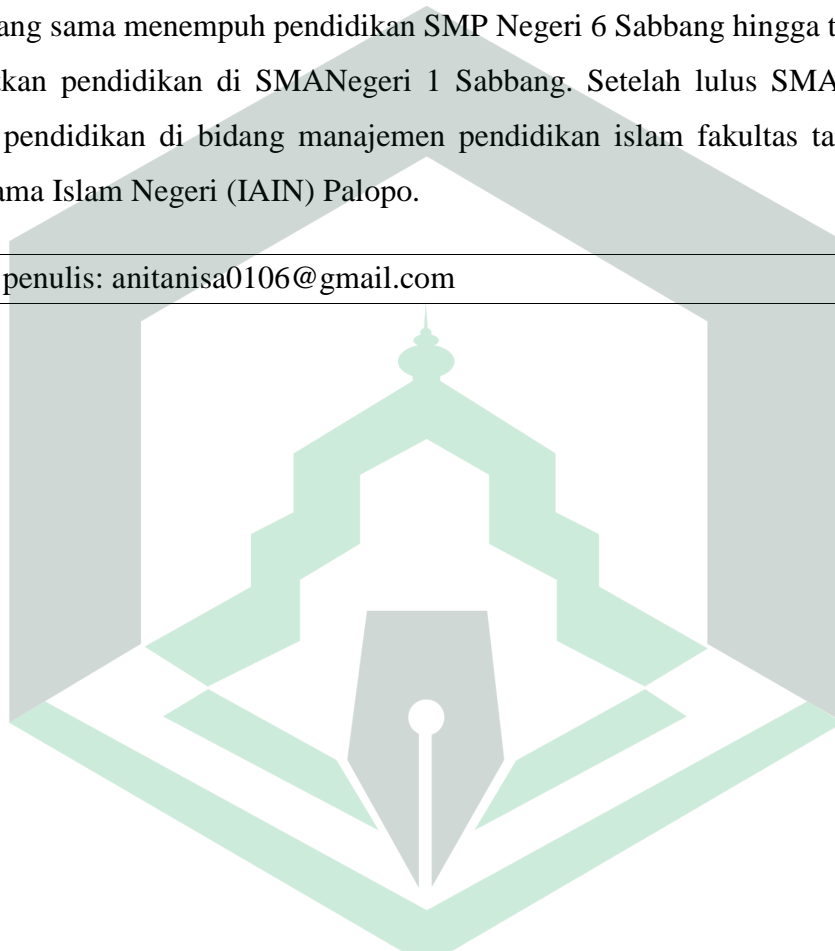 ang sama menempuh pendidikan SMP Negeri 6 Sabbang hingga t
kan pendidikan di SMANegeri 1 Sabbang. Setelah lulus SMA
pendidikan di bidang manajemen pendidikan islam fakultas ta
ama Islam Negeri (IAIN) Palopo.
penulis: anitanisa0106@gmail.com